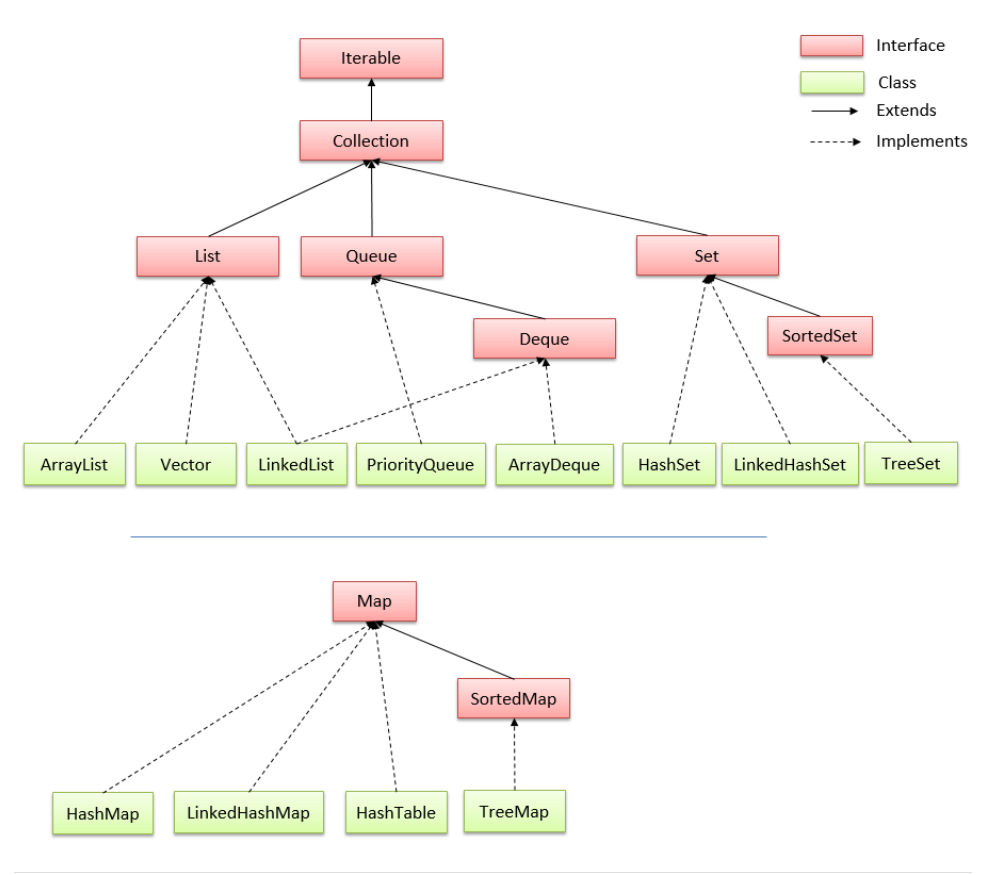 Iterable
Interface
Class
Extends
Collection
Implements
List
Queue
Set
Deque
SortedSet
ArrayList
Vector
LinkedList
PriorityQueue
ArrayDeque
HashSet
LinkedHashSet
TreeSet
Map
SortedMap
HashMap
LinkedHashMap
HashTable
TreeMap